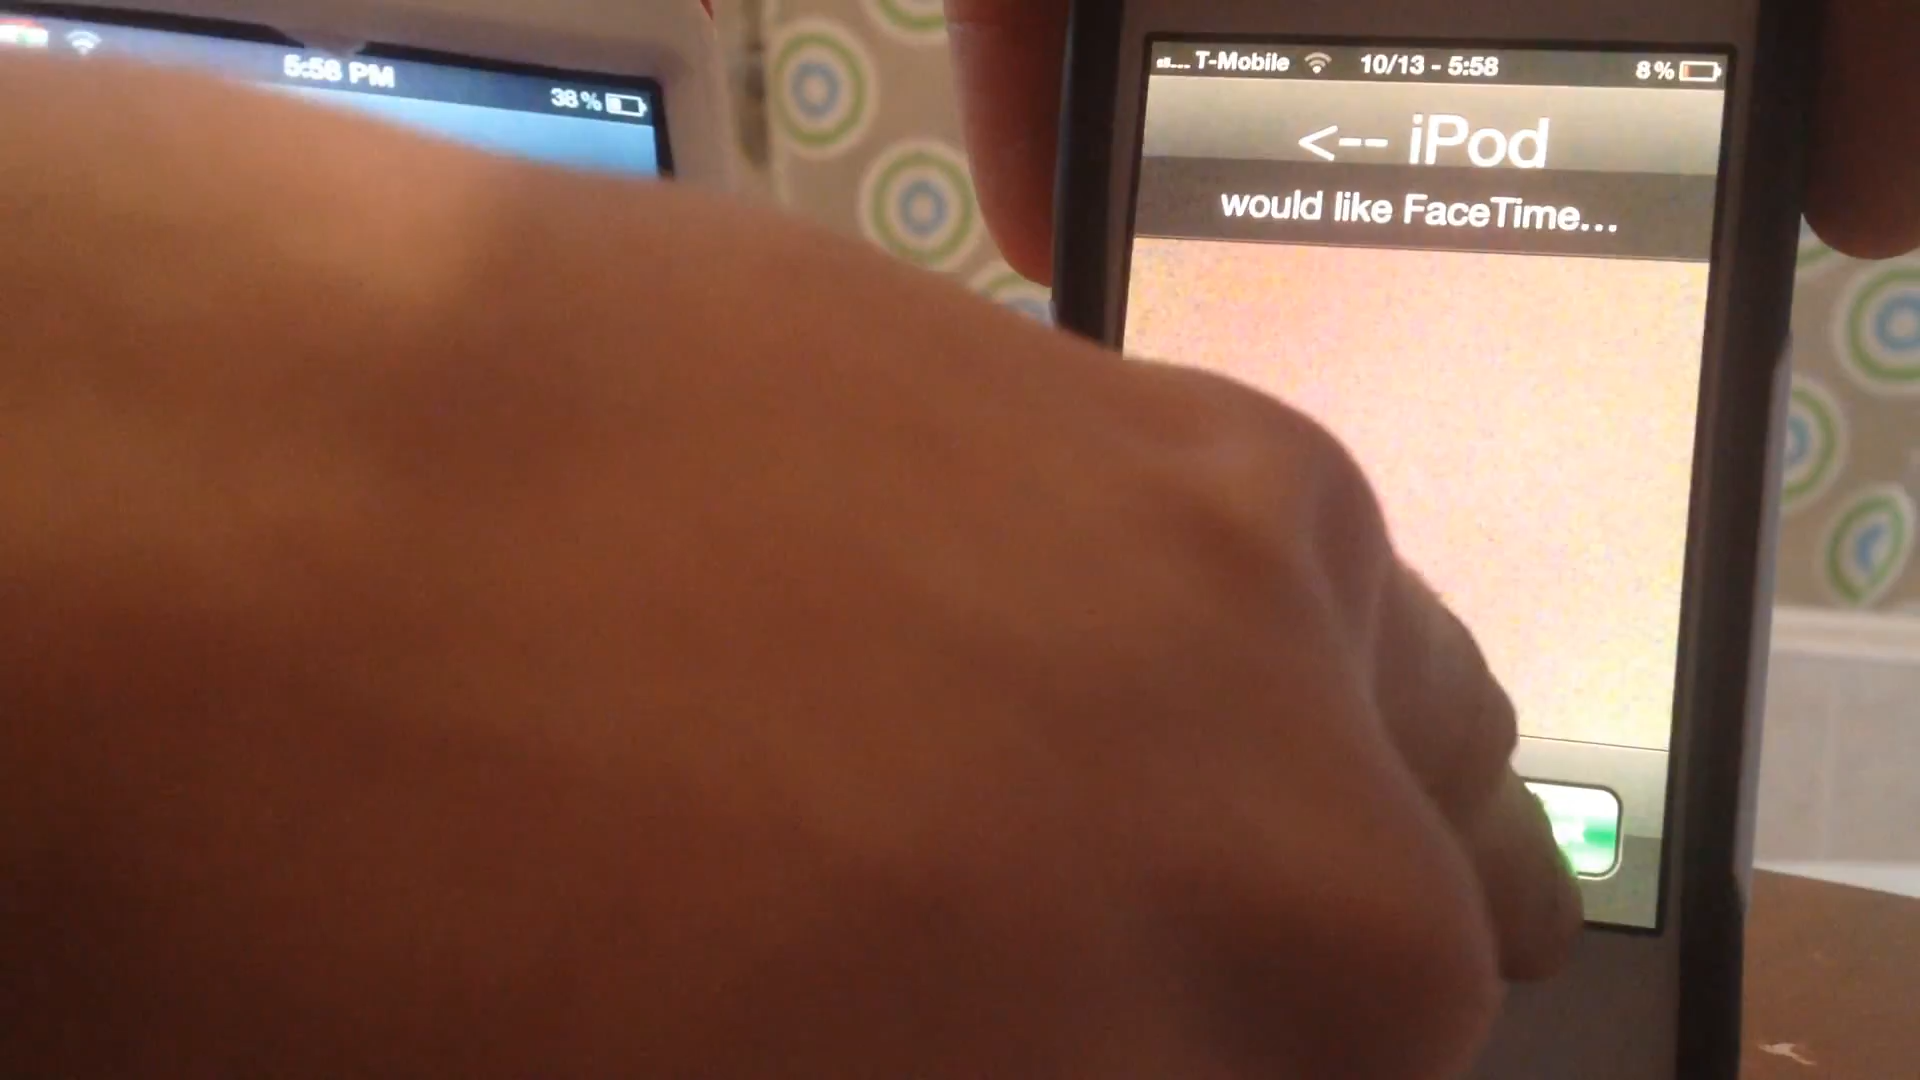 5:58 PM
38%
T-Mobile 10/13 - 5:58 8%
<-- iPod
would like FaceTime...